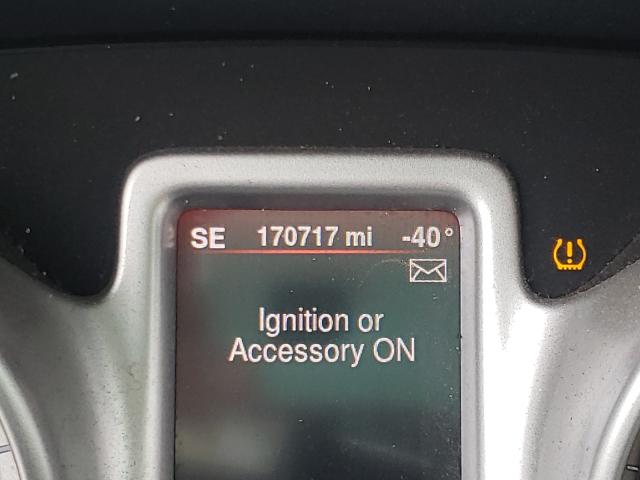 SE 170717 mi -40°
Ignition or
Accessory ON